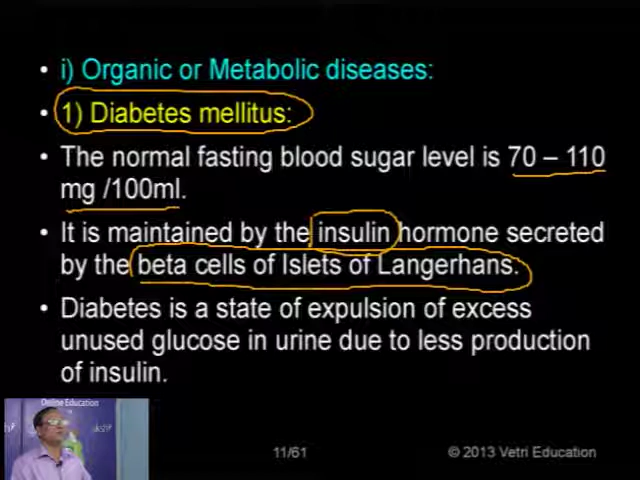 • i) Organic or Metabolic diseases:
• 1) Diabetes mellitus:
• The normal fasting blood sugar level is 70 – 110
mg /100ml.
• It is maintained by the insulin hormone secreted
by the beta cells of Islets of Langerhans.
• Diabetes is a state of expulsion of excess
unused glucose in urine due to less production
of insulin.
Online Education
11/61
© 2013 Vetri Education